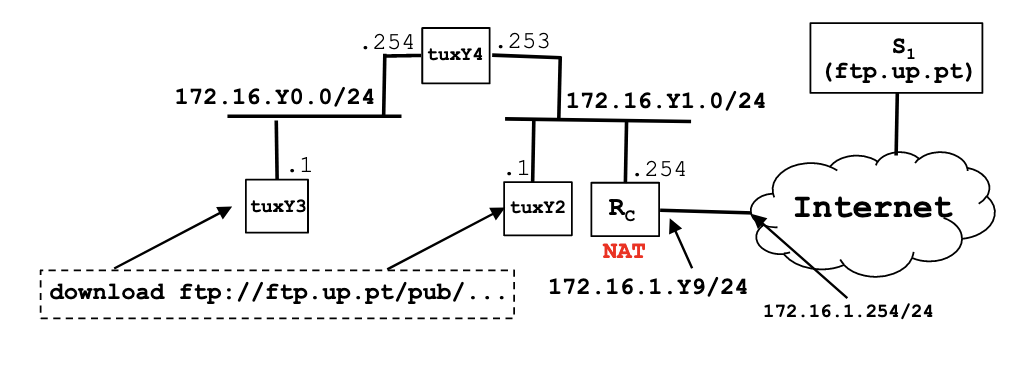 .254
tuxY4
.253
S1
(ftp.up.pt)
172.16.Y0.0/24
172.16.Y1.0/24
.1
.1
.254
tuxY3
tuxY2
RC
Internet
NAT
download ftp://ftp.up.pt/pub/...
172.16.1.Y9/24
172.16.1.254/24